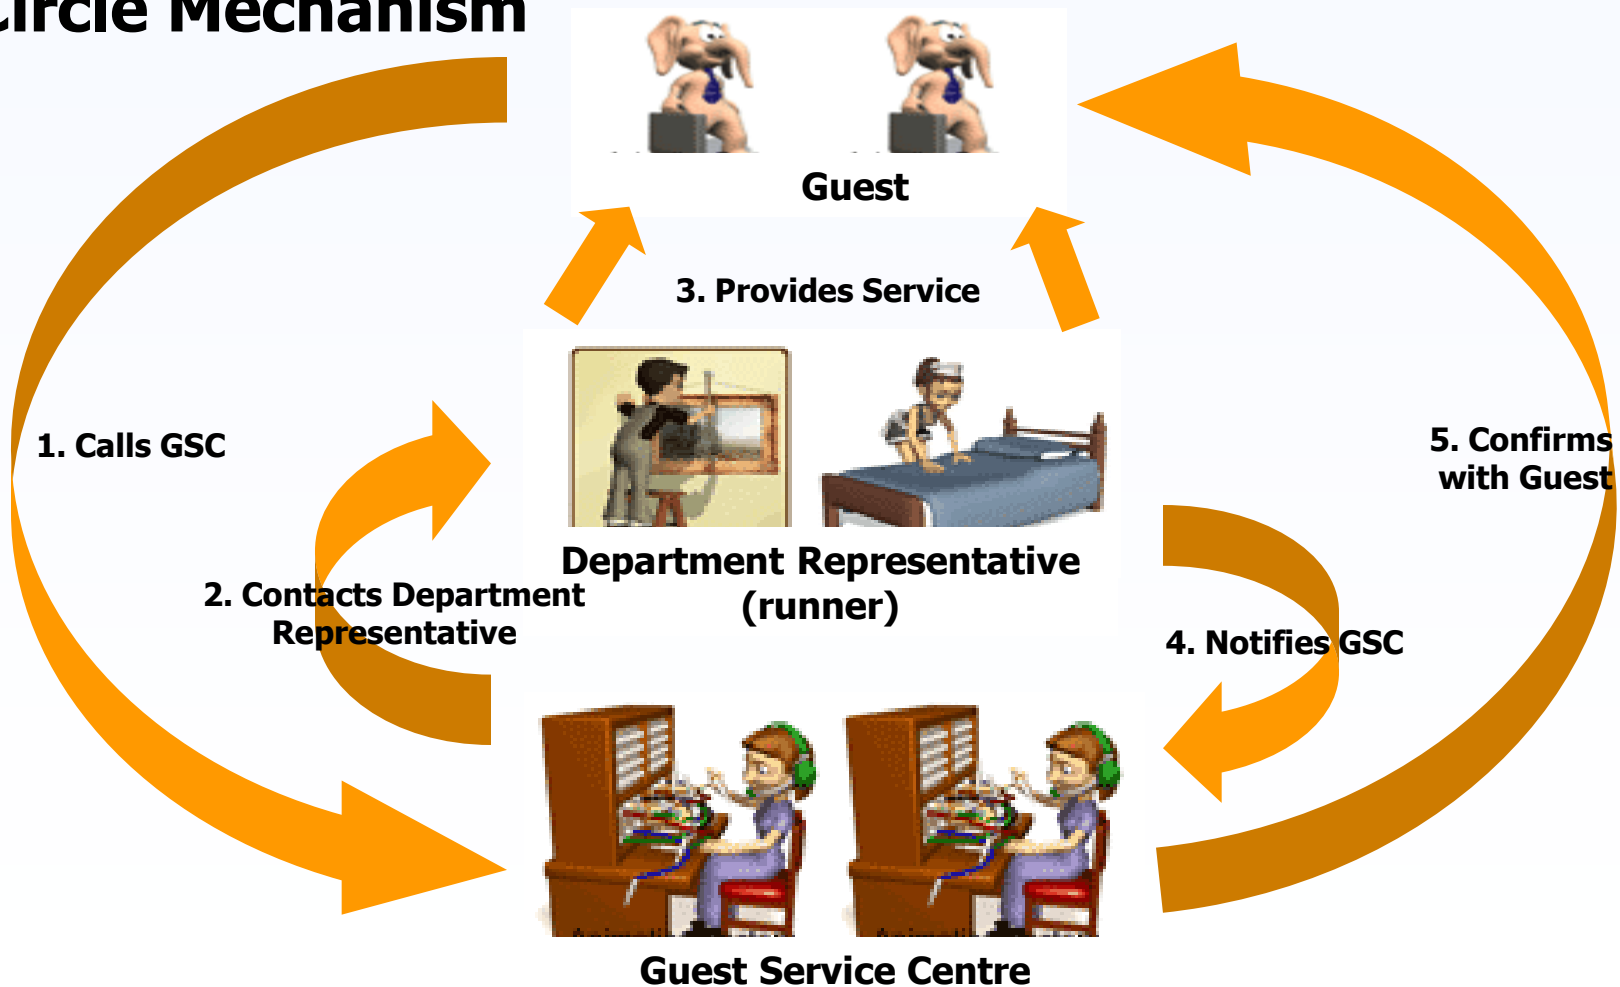 Circle Mechanism
Guest
3. Provides Service
1. Calls GSC
5. Confirms
with Guest
Department Representative
(runner)
2. Contacts Department
Representative
4. Notifies GSC
Guest Service Centre